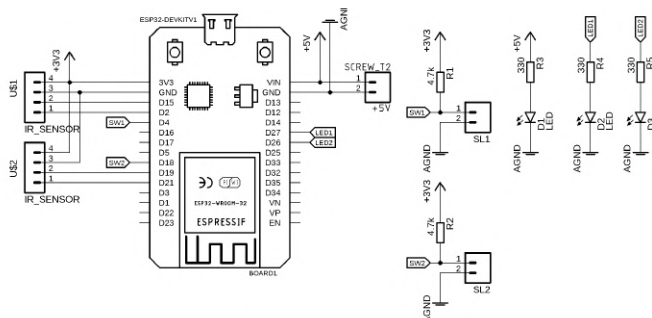 ESP32-DEVKITV1
U$1
4
3
2
1
IR_SENSOR
+3V3
U$2
4
3
2
1
IR_SENSOR
SW1
SW2
3V3
GND
D15
D2
D4
D16
D17
D5
D18
D19
D21
D3
D1
D22
D23
VIN
GND
D13
D12
D14
D27
D26
D25
D33
D32
D35
D34
VN
VP
EN
ESP32-WROOM-32
ESPRESSIF
BOARD1
LED1
LED2
+5V
AGND
SCREW_T2
1
2
+5V
+3V3
4.7k
R1
SW1
1
2
SL1
AGND
+3V3
4.7k
R2
SW2
1
2
SL2
AGND
+5V
330
R3
D1
LED
AGND
LED1
330
R4
D2
LED
AGND
LED2
330
R5
D3
AGND